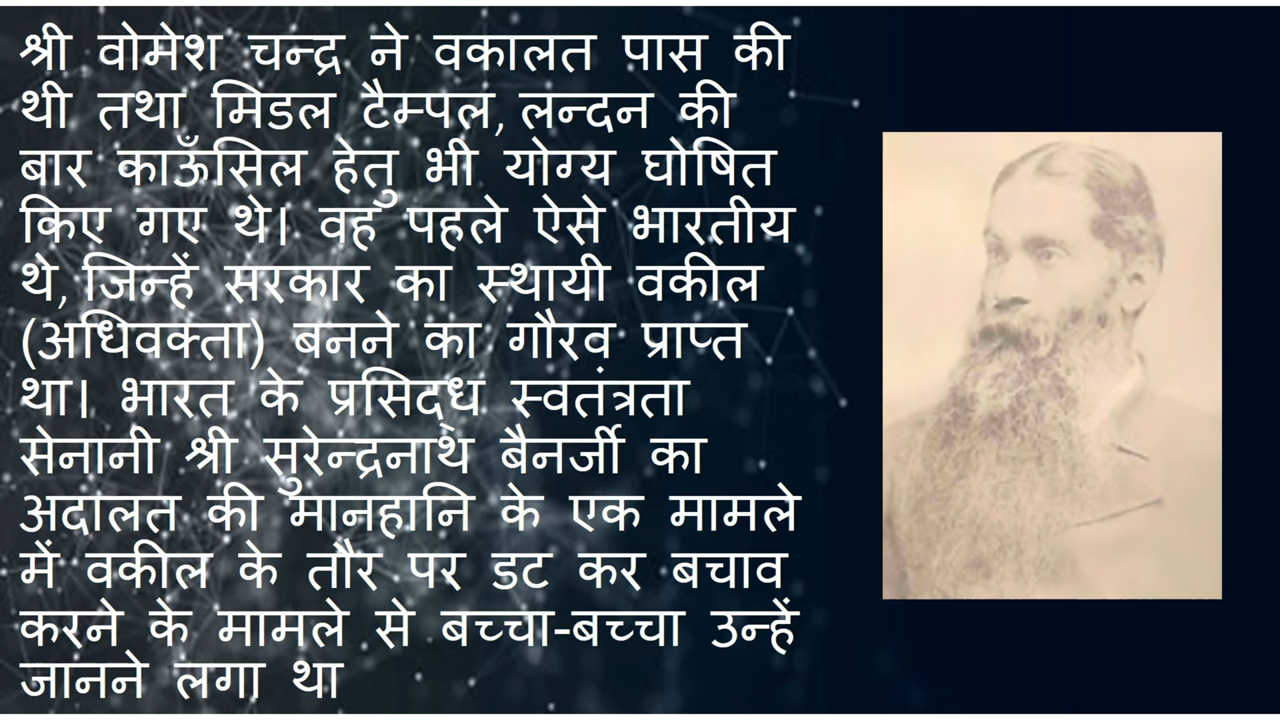 श्री वोमेश चन्द्र ने वकालत पास की
थी तथा मिडल टैम्पल, लन्दन की
बार काऊँसिल हेतु भी योग्य घोषित
किए गए थे। वह पहले ऐसे भारतीय
थे, जिन्हें सरकार का स्थायी वकील
(अधिवक्ता) बनने का गौरव प्राप्त
था। भारत के प्रसिद्ध स्वतंत्रता
सेनानी श्री सुरेन्द्रनाथ बैनर्जी का
अदालत की मानहानि के एक मामले
में वकील के तौर पर डट कर बचाव
करने के मामले से बच्चा-बच्चा उन्हें
जानने लगा था